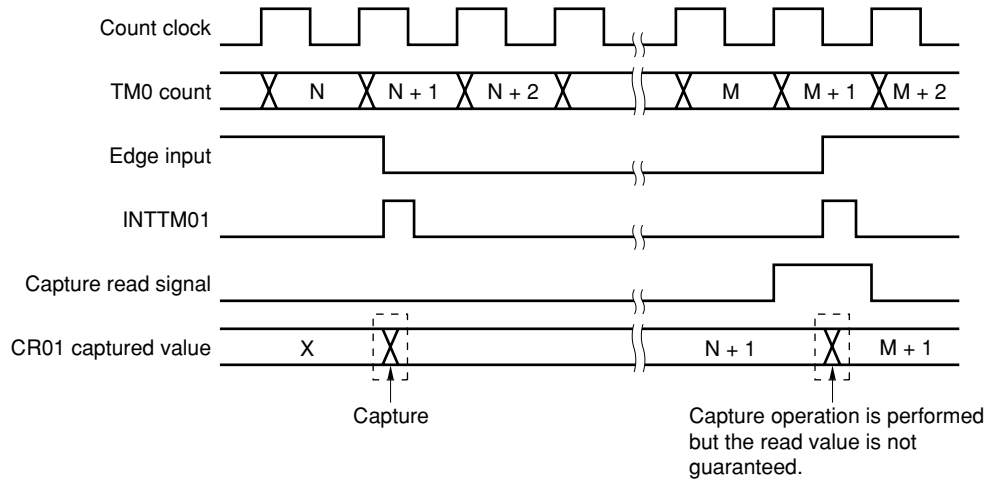 Count clock
TM0 count N N + 1 N + 2 M M + 1 M + 2
Edge input
INTTM01
Capture read signal
CR01 captured value X N + 1 M + 1
Capture
Capture operation is performed
but the read value is not
guaranteed.